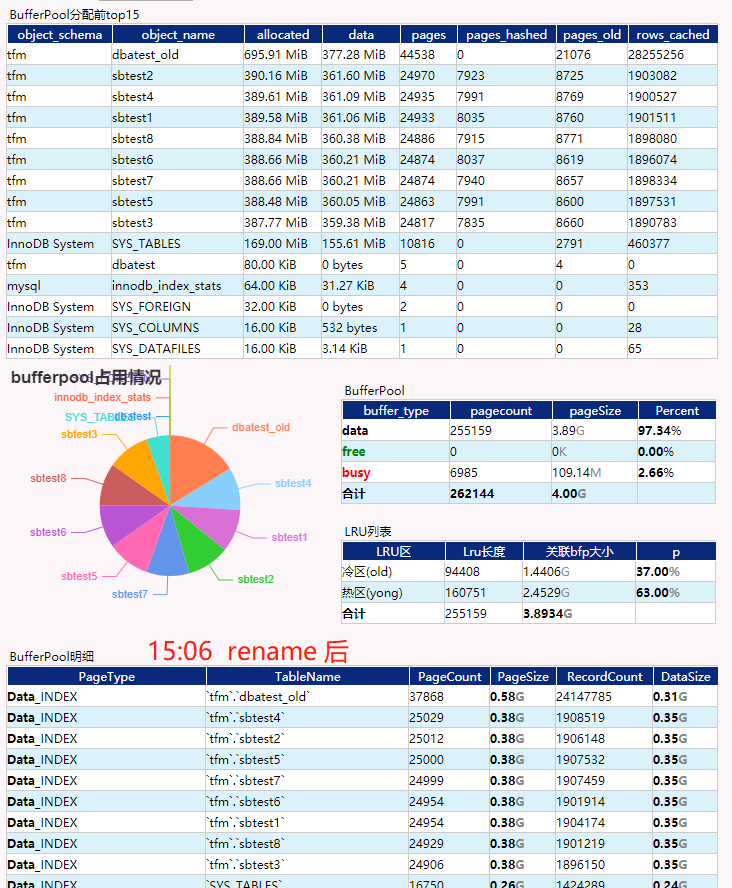 BufferPool分配前top15
object_schema object_name allocated data pages pages_hashed pages_old rows_cached
tfm dbatest_old 695.91 MiB 377.28 MiB 44538 0 21076 28255256
tfm sbtest2 390.16 MiB 361.60 MiB 24970 7923 8725 1903082
tfm sbtest4 389.61 MiB 361.09 MiB 24935 7991 8769 1900527
tfm sbtest1 389.58 MiB 361.06 MiB 24933 8035 8760 1901511
tfm sbtest8 388.84 MiB 360.38 MiB 24886 7915 8771 1898080
tfm sbtest6 388.66 MiB 360.21 MiB 24874 8037 8619 1896074
tfm sbtest7 388.66 MiB 360.21 MiB 24874 7940 8657 1898334
tfm sbtest5 388.48 MiB 360.05 MiB 24863 7991 8600 1897531
tfm sbtest3 387.77 MiB 359.38 MiB 24817 7835 8660 1890783
InnoDB System SYS_TABLES 169.00 MiB 155.61 MiB 10816 0 2791 460377
tfm dbatest 80.00 KiB 0 bytes 5 0 4 0
mysql innodb_index_stats 64.00 KiB 31.27 KiB 4 0 0 353
InnoDB System SYS_FOREIGN 32.00 KiB 0 bytes 2 0 0 0
InnoDB System SYS_COLUMNS 16.00 KiB 532 bytes 1 0 0 28
InnoDB System SYS_DATAFILES 16.00 KiB 3.14 KiB 1 0 0 65
bufferpool占用情况
innodb_index_stats
SYS_TABLES
dbatest
sbtest3
dbatest_old
sbtest8
sbtest4
sbtest6
sbtest1
sbtest5
sbtest2
sbtest7
BufferPool
buffer_type pagecount pageSize Percent
data 255159 3.89G 97.34%
free 0 0K 0.00%
busy 6985 109.14M 2.66%
合计 262144 4.00G
LRU列表
LRU区 Lru长度 关联bfp大小 p
冷区(old) 94408 1.4406G 37.00%
热区(yong) 160751 2.4529G 63.00%
合计 255159 3.8934G
BufferPool明细
15:06 rename 后
PageType TableName PageCount PageSize RecordCount DataSize
Data_INDEX `tfm`.`dbatest_old` 37868 0.58G 24147785 0.31G
Data_INDEX `tfm`.`sbtest4` 25029 0.38G 1908519 0.35G
Data_INDEX `tfm`.`sbtest2` 25012 0.38G 1906148 0.35G
Data_INDEX `tfm`.`sbtest5` 25000 0.38G 1907532 0.35G
Data_INDEX `tfm`.`sbtest7` 24999 0.38G 1907459 0.35G
Data_INDEX `tfm`.`sbtest6` 24954 0.38G 1901914 0.35G
Data_INDEX `tfm`.`sbtest1` 24954 0.38G 1904174 0.35G
Data_INDEX `tfm`.`sbtest8` 24929 0.38G 1901219 0.35G
Data_INDEX `tfm`.`sbtest3` 24906 0.38G 1896150 0.35G
Data_INDEX `SYS_TABLES` 16750 0.26G 1424289 0.24G